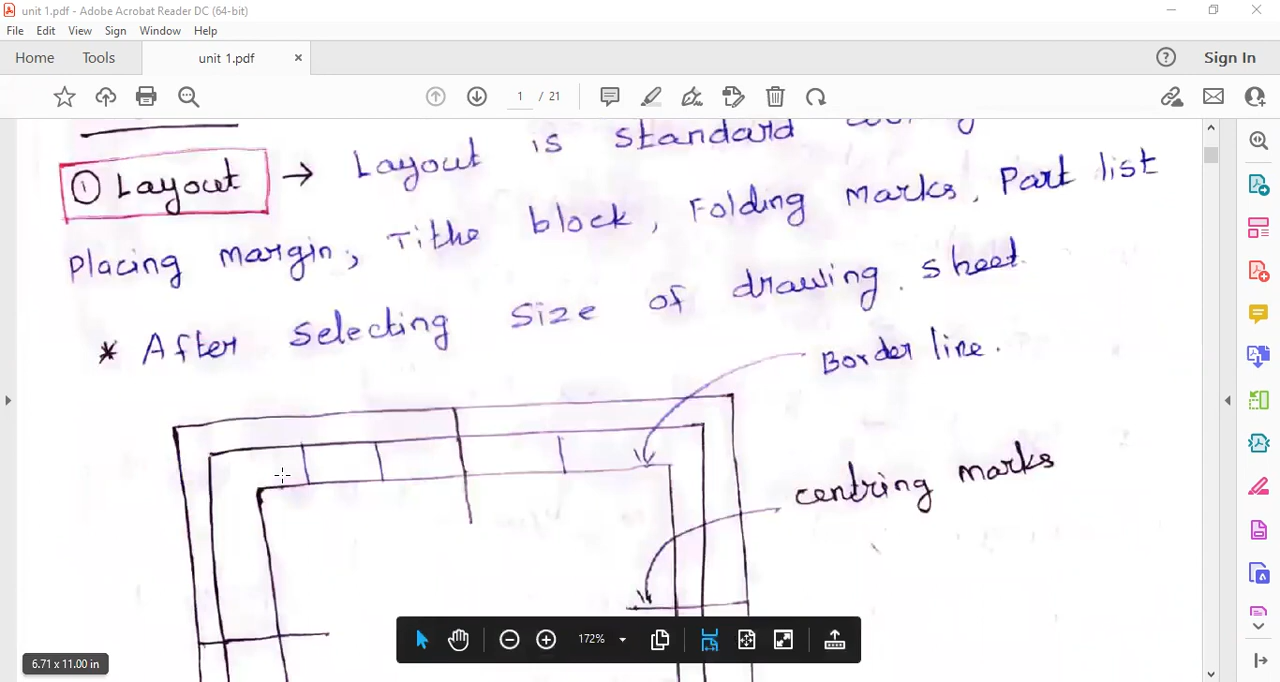 unit 1.pdf - Adobe Acrobat Reader DC (64-bit)
File Edit View Sign Window Help
Home Tools unit 1.pdf × ? Sign In
1 / 21
① Layout → Layout is standard
Placing margin, Tithe block, Folding marks, Part list
* After selecting size of drawing. sheet
Border line.
centring marks
172%
6.71 x 11.00 in